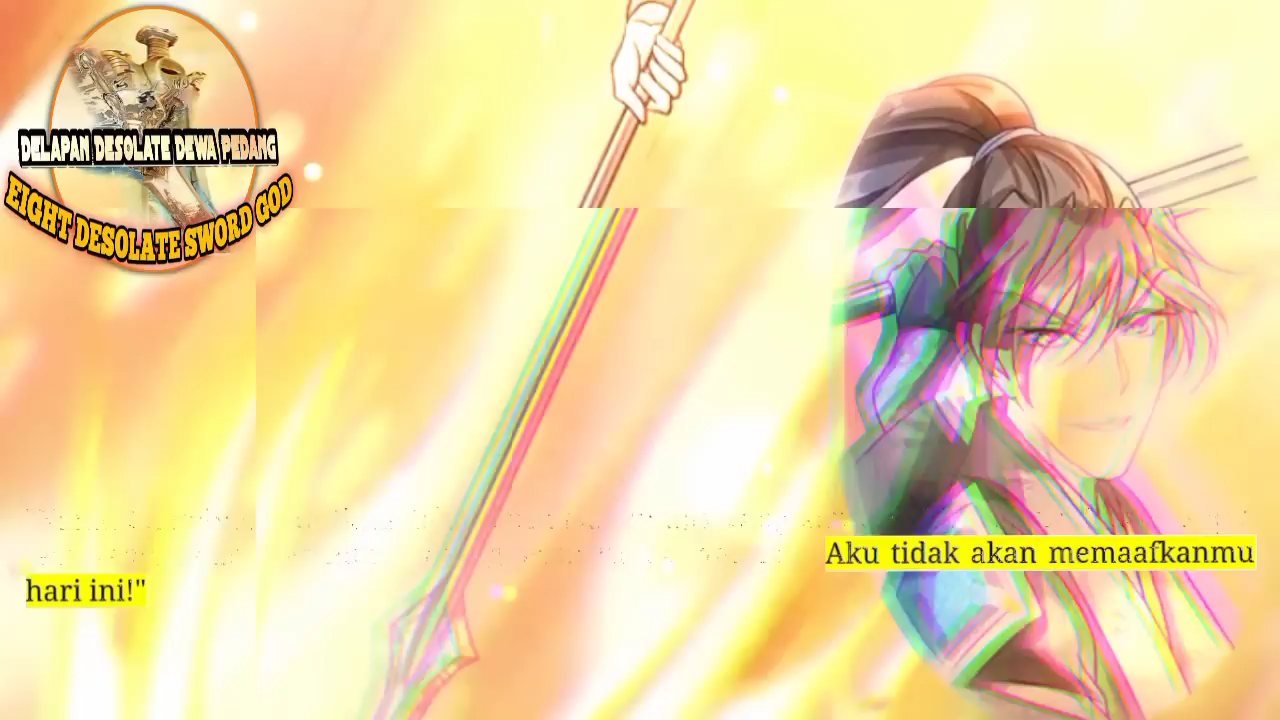 DELAPAN DESOLATE DEWA PEDANG
EIGHT DESOLATE SWORD GOD
Aku tidak akan memaafkanmu
hari ini!"